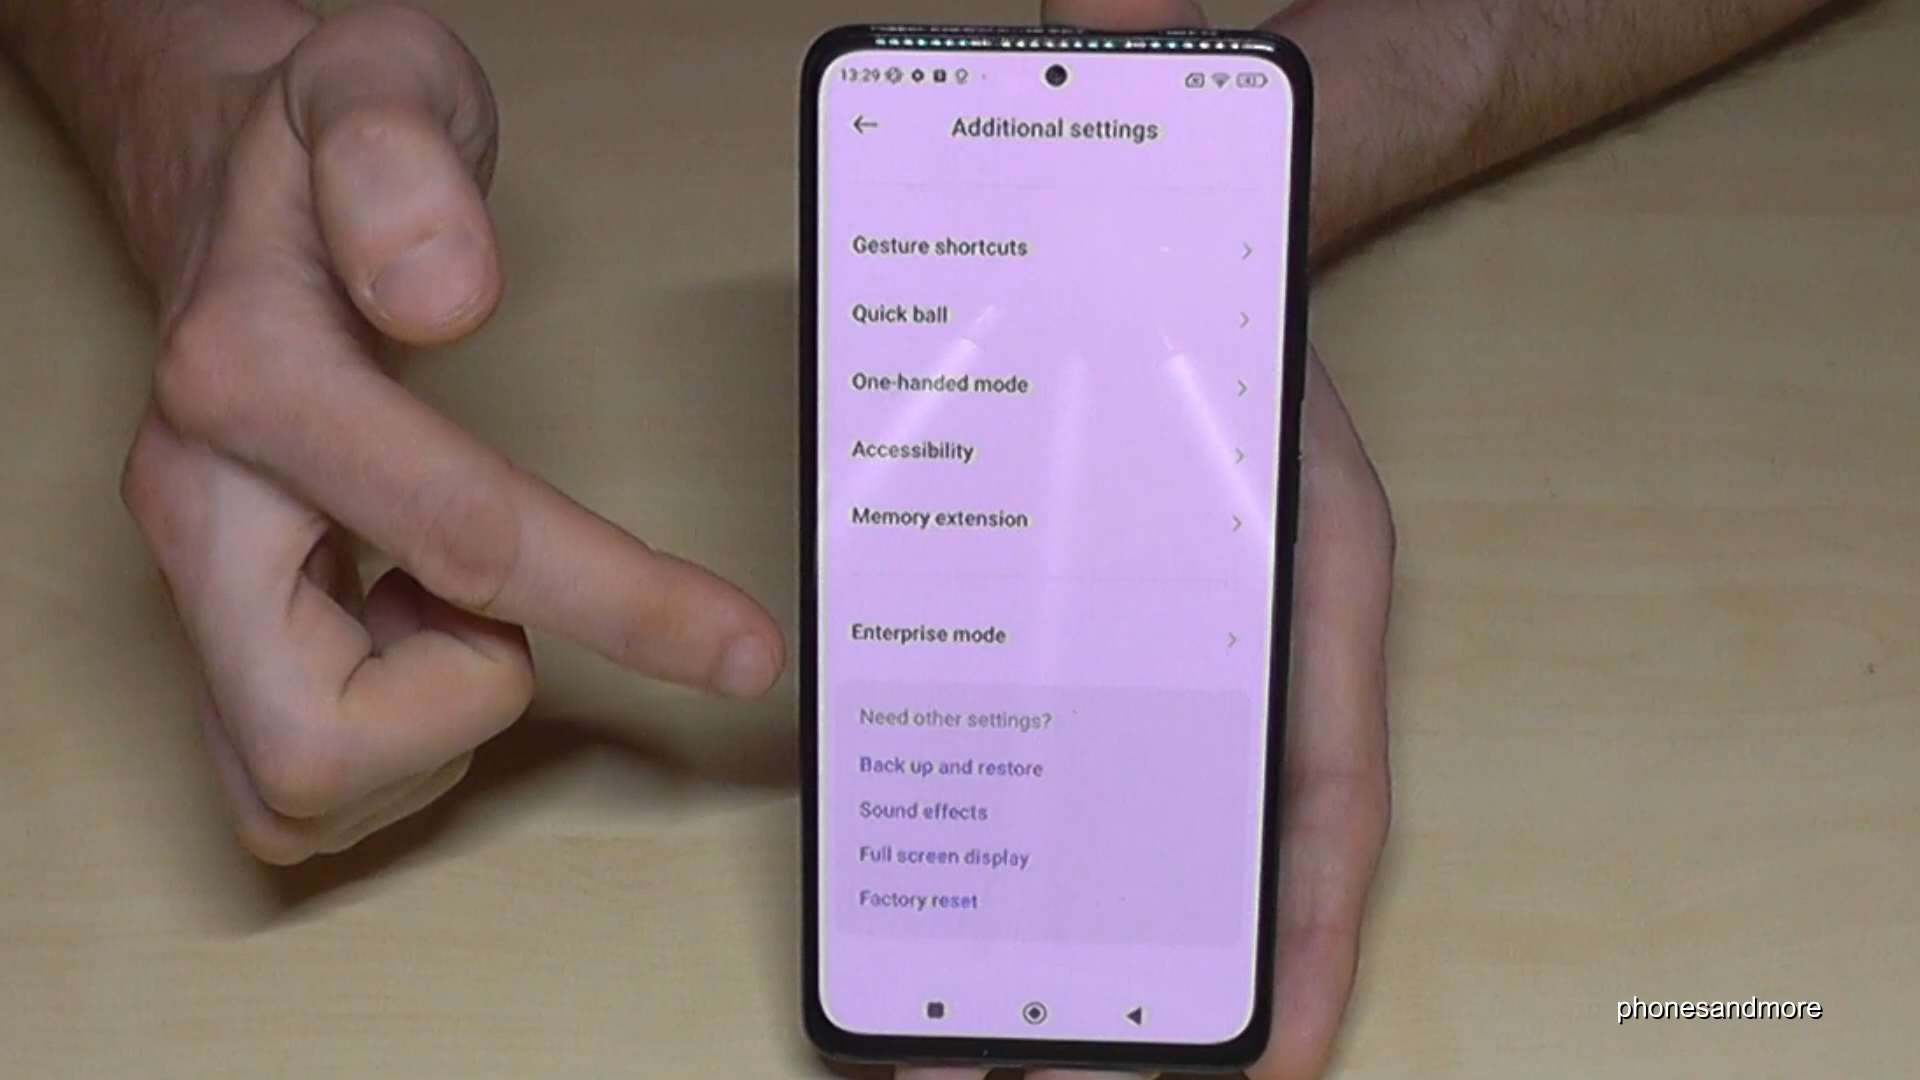 13:29
Additional settings
Gesture shortcuts
Quick ball
One-handed mode
Accessibility
Memory extension
Enterprise mode
Need other settings?
Back up and restore
Sound effects
Full screen display
Factory reset
phonesandmore